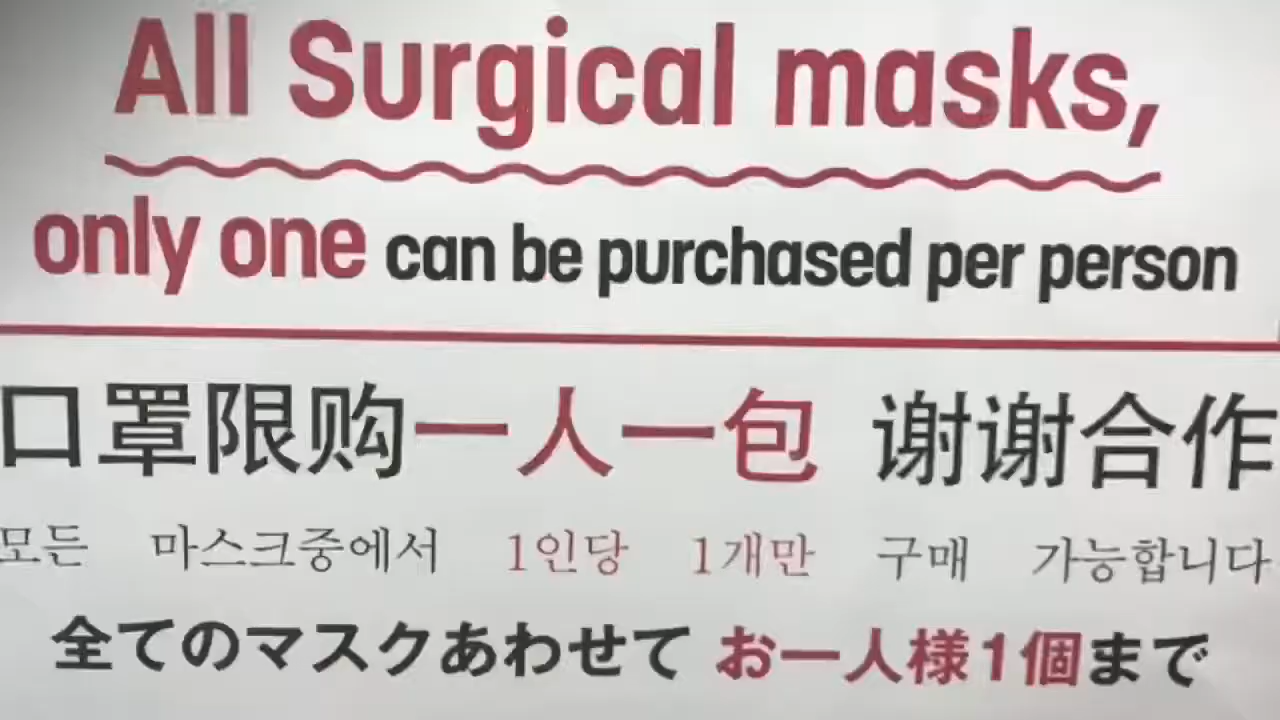 All Surgical masks,
only one can be purchased per person
口罩限购一人一包 谢谢合作
모든 마스크중에서 1인당 1개만 구매 가능합니다
全てのマスクあわせて お一人様1個まで